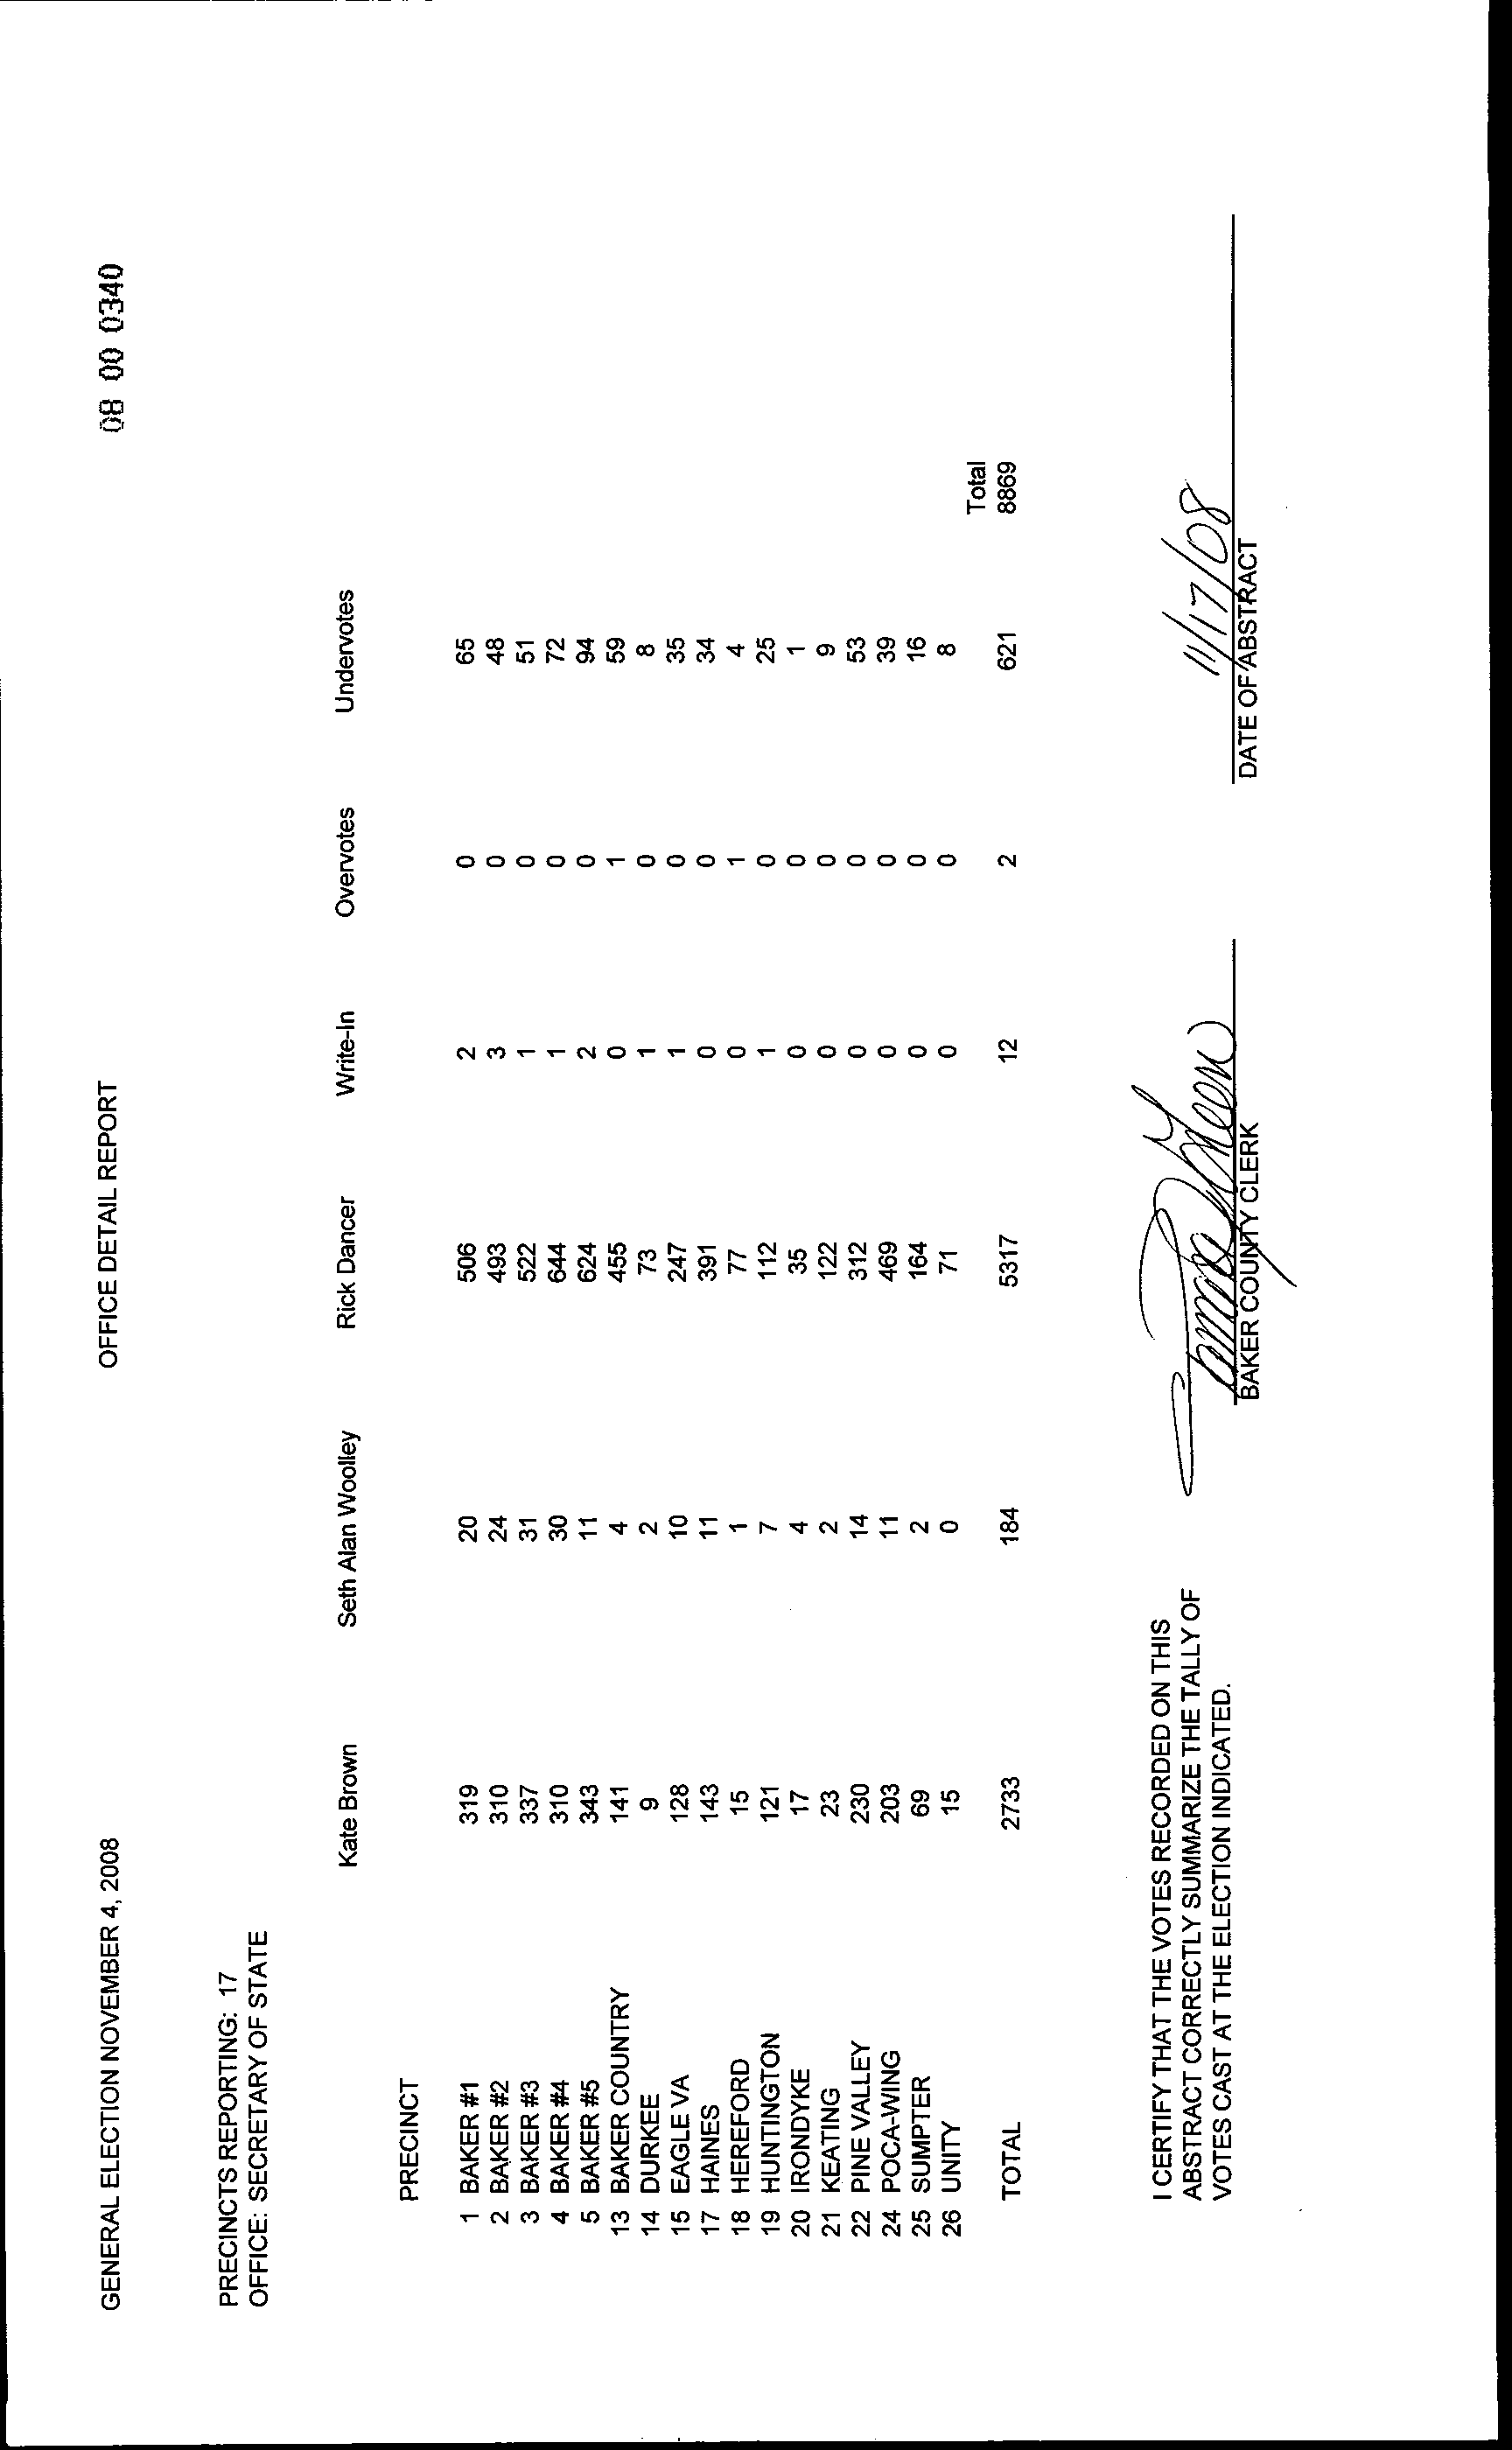 GENERAL ELECTION NOVEMBER 4, 2008 OFFICE DETAIL REPORT 08 00 0340
PRECINCTS REPORTING: 17
OFFICE: SECRETARY OF STATE
Kate Brown Seth Alan Woolley Rick Dancer Write-In Overvotes Undervotes
PRECINCT
1 BAKER #1 319 20 506 2 0 65
2 BAKER #2 310 24 493 3 0 48
3 BAKER #3 337 31 522 1 0 51
4 BAKER #4 310 30 644 1 0 72
5 BAKER #5 343 11 624 2 0 94
13 BAKER COUNTRY 141 4 455 0 1 59
14 DURKEE 9 2 73 1 0 8
15 EAGLE VA 128 10 247 1 0 35
17 HAINES 143 11 391 0 0 34
18 HEREFORD 15 1 77 0 1 4
19 HUNTINGTON 121 7 112 1 0 25
20 IRONDYKE 17 4 35 0 0 1
21 KEATING 23 2 122 0 0 9
22 PINE VALLEY 230 14 312 0 0 53
24 POCA-WING 203 11 469 0 0 39
25 SUMPTER 69 2 164 0 0 16
26 UNITY 15 0 71 0 0 8
Total
TOTAL 2733 184 5317 12 2 621 8869
I CERTIFY THAT THE VOTES RECORDED ON THIS
ABSTRACT CORRECTLY SUMMARIZE THE TALLY OF
VOTES CAST AT THE ELECTION INDICATED.
11/17/08
BAKER COUNTY CLERK DATE OF ABSTRACT